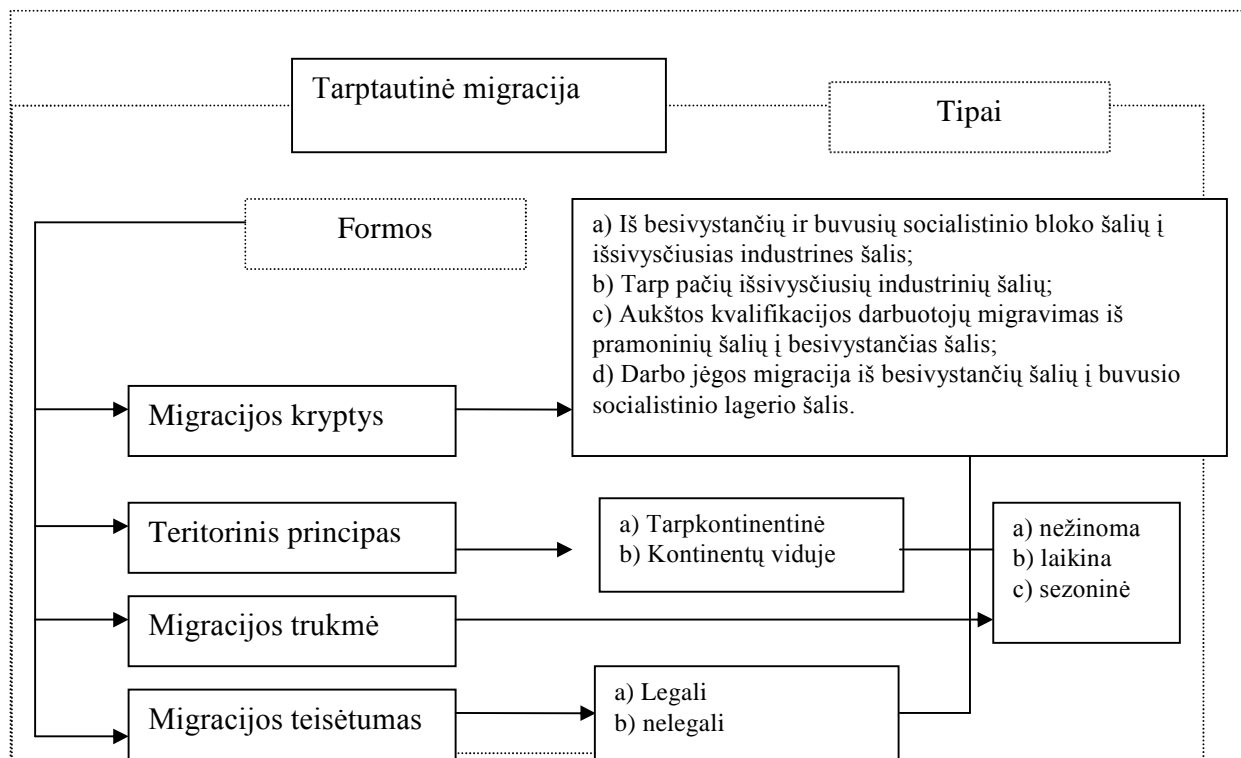 Tarptautinė migracija
Tipai
Formos
a) Iš besivystančių ir buvusių socialistinio bloko šalių į
išsivysčiusias industrines šalis;
b) Tarp pačių išsivysčiusių industrinių šalių;
c) Aukštos kvalifikacijos darbuotojų migravimas iš
pramoninių šalių į besivystančias šalis;
d) Darbo jėgos migracija iš besivystančių šalių į buvusio
socialistinio lagerio šalis.
Migracijos kryptys
Teritorinis principas
a) Tarpkontinentinė
b) Kontinentų viduje
a) nežinoma
b) laikina
c) sezoninė
Migracijos trukmė
Migracijos teisėtumas
a) Legali
b) nelegali